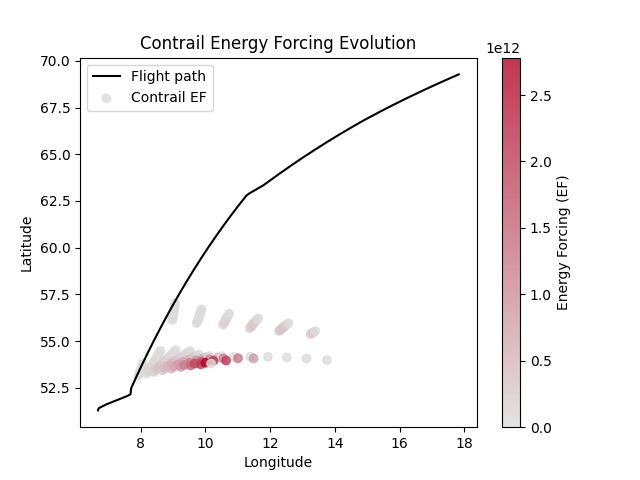 Contrail Energy Forcing Evolution
1e12
Flight path
Contrail EF
70.0
67.5
65.0
62.5
60.0
57.5
55.0
52.5
Latitude
8 10 12 14 16 18
Longitude
2.5
2.0
1.5
1.0
0.5
0.0
Energy Forcing (EF)